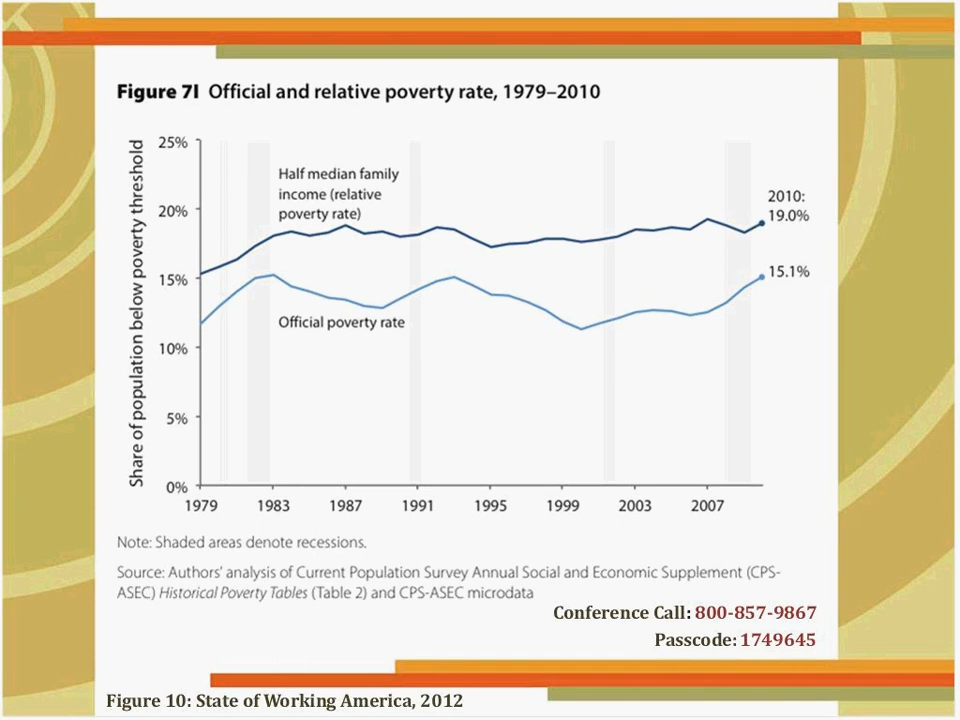 Figure 7I Official and relative poverty rate, 1979–2010
Share of population below poverty threshold
25%
20%
15%
10%
5%
0%
Half median family
income (relative
poverty rate)
2010:
19.0%
15.1%
Official poverty rate
1979 1983 1987 1991 1995 1999 2003 2007
Note: Shaded areas denote recessions.
Source: Authors' analysis of Current Population Survey Annual Social and Economic Supplement (CPS-
ASEC) Historical Poverty Tables (Table 2) and CPS-ASEC microdata
Conference Call: 800-857-9867
Passcode: 1749645
Figure 10: State of Working America, 2012